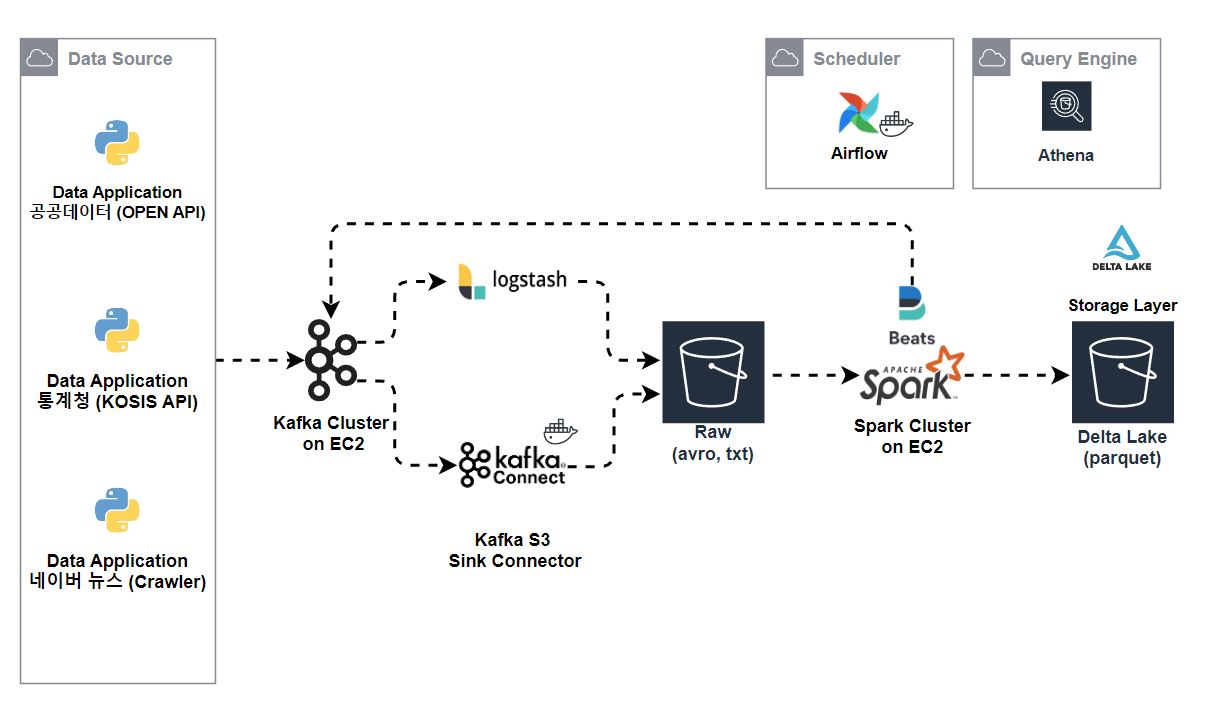 Data Source
Data Application
공공데이터 (OPEN API)
Data Application
통계청 (KOSIS API)
Data Application
네이버 뉴스 (Crawler)
Kafka Cluster
on EC2
logstash
kafka
Connect
Kafka S3
Sink Connector
Raw
(avro, txt)
Scheduler
Airflow
Query Engine
Athena
Beats
APACHE
Spark
Spark Cluster
on EC2
DELTA LAKE
Storage Layer
Delta Lake
(parquet)